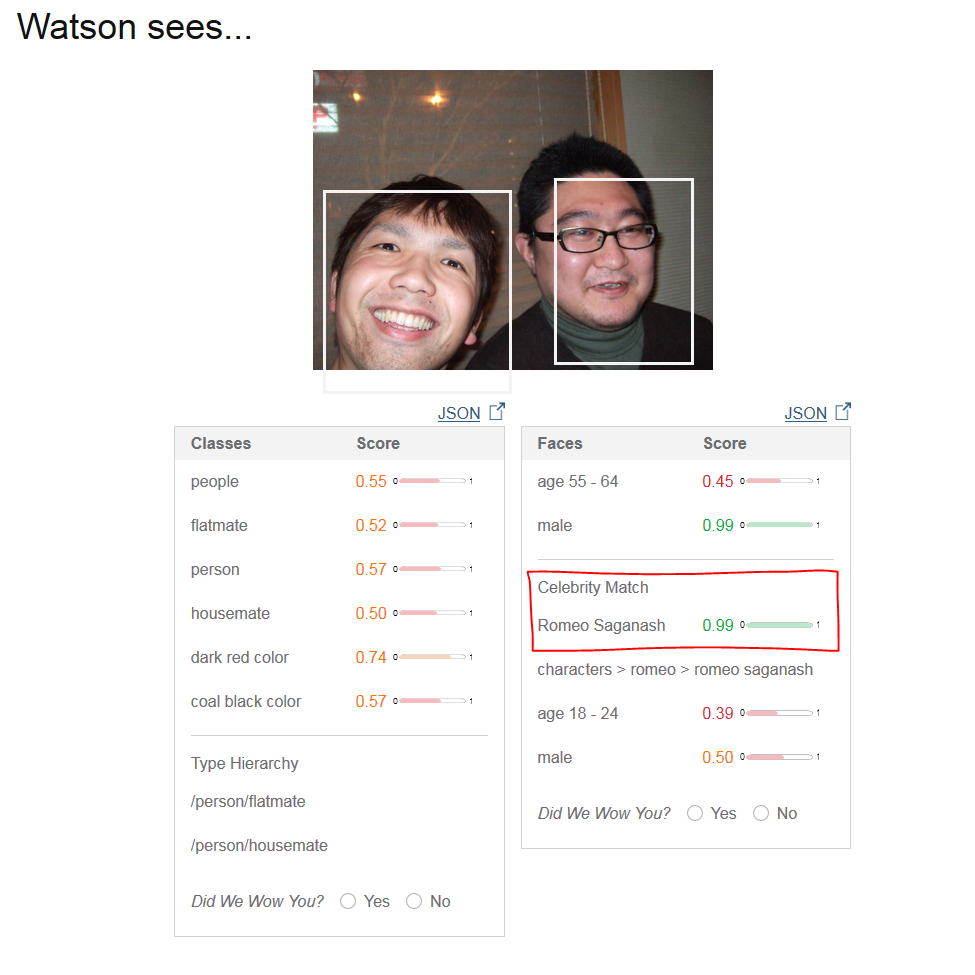 Watson sees...
JSON
Classes Score
people 0.55 0 1
flatmate 0.52 0 1
person 0.57 0 1
housemate 0.50 0 1
dark red color 0.74 0 1
coal black color 0.57 0 1
Type Hierarchy
/person/flatmate
/person/housemate
Did We Wow You? Yes No
JSON
Faces Score
age 55 - 64 0.45 0 1
male 0.99 0 1
Celebrity Match
Romeo Saganash 0.99 0 1
characters > romeo > romeo saganash
age 18 - 24 0.39 0 1
male 0.50 0 1
Did We Wow You? Yes No